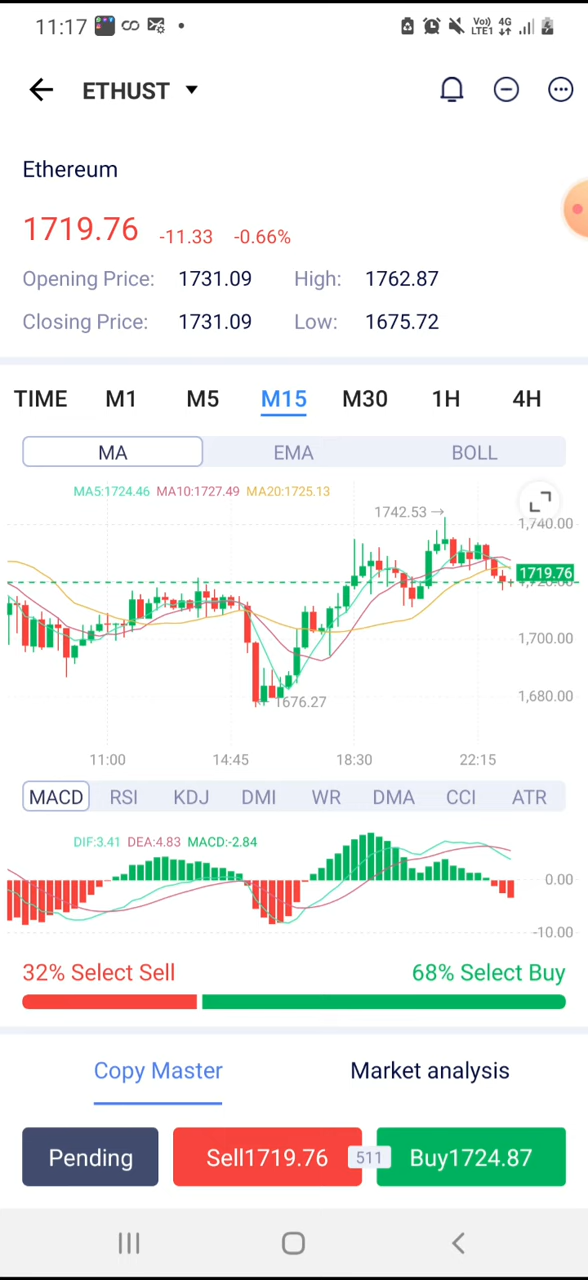 11:17
Vo)) 4G
LTE1
ETHUST
Ethereum
1719.76 -11.33 -0.66%
Opening Price: 1731.09 High: 1762.87
Closing Price: 1731.09 Low: 1675.72
TIME M1 M5 M15 M30 1H 4H
MA EMA BOLL
MA5:1724.46 MA10:1727.49 MA20:1725.13
1742.53
1,740.00
1719.76
1,700.00
1,680.00
1676.27
11:00 14:45 18:30 22:15
MACD RSI KDJ DMI WR DMA CCI ATR
DIF:3.41 DEA:4.83 MACD:-2.84
0.00
-10.00
32% Select Sell 68% Select Buy
Copy Master Market analysis
Pending Sell1719.76 511 Buy1724.87